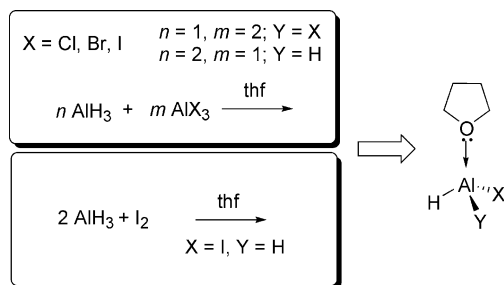 X = Cl, Br, I
n = 1, m = 2; Y = X
n = 2, m = 1; Y = H
n AlH₃ + m AlX₃
thf
2 AlH₃ + I₂
thf
X = I, Y = H
O
H Al X
Y